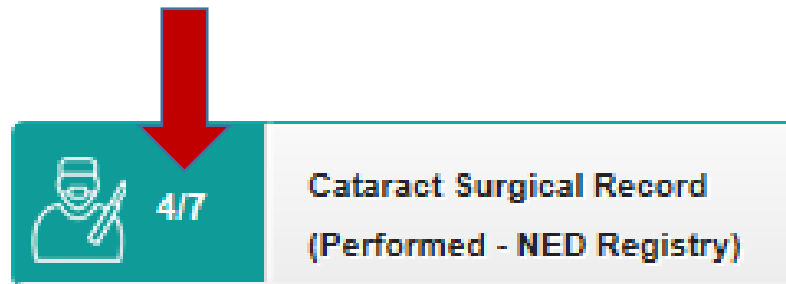 4/7
Cataract Surgical Record
(Performed - NED Registry)